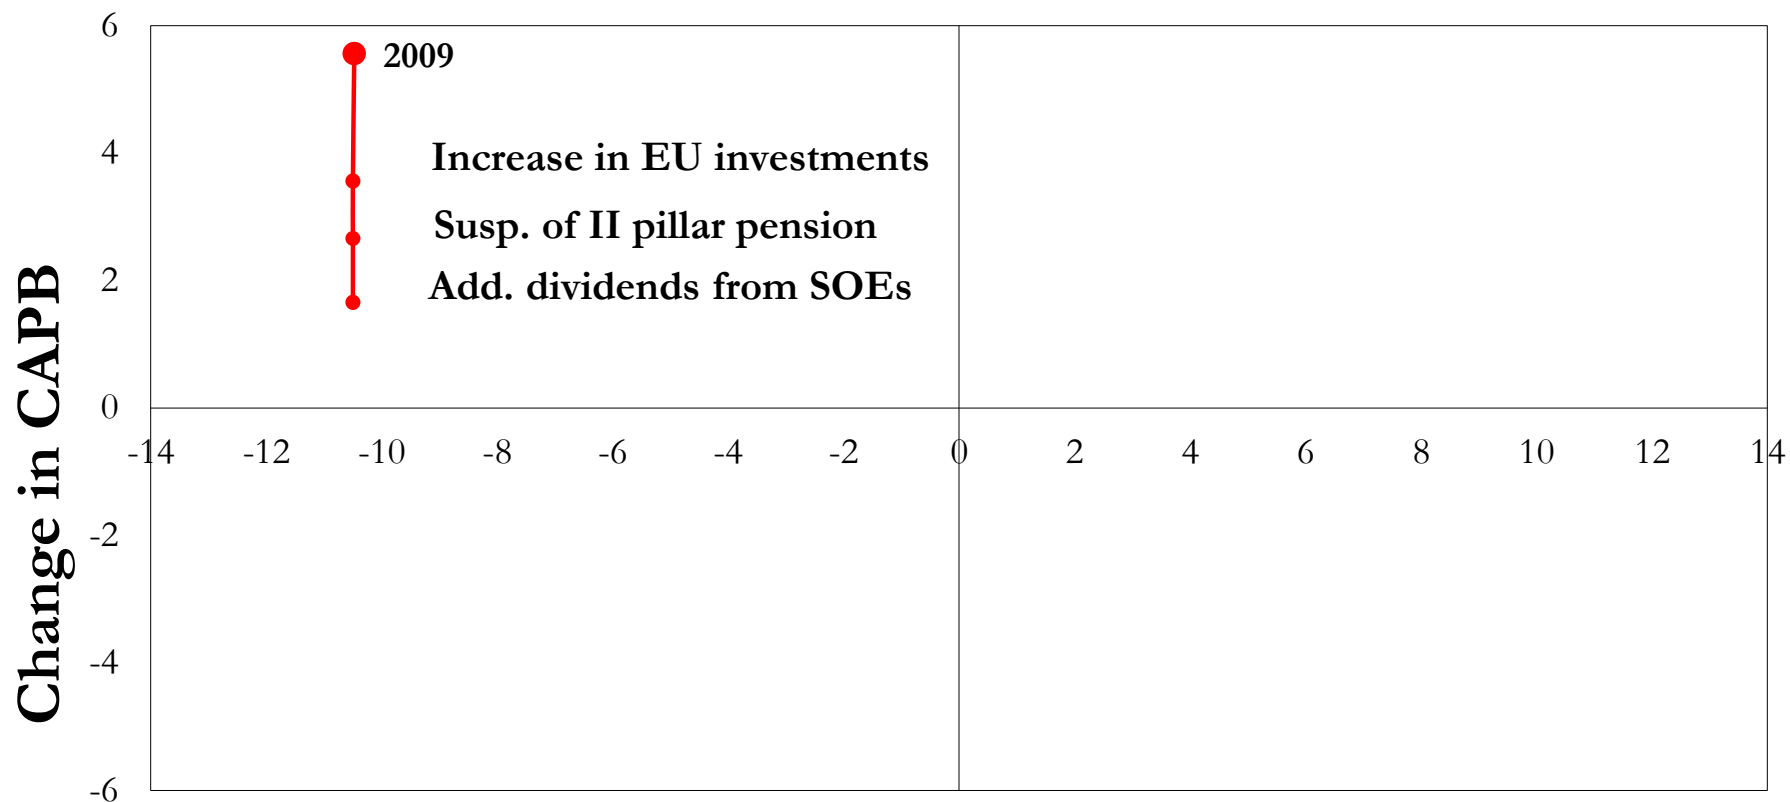 6
2009
4
Increase in EU investments
Susp. of II pillar pension
2
Add. dividends from SOEs
Change in CAPB
0
-14 -12 -10 -8 -6 -4 -2 0 2 4 6 8 10 12 14
-2
-4
-6